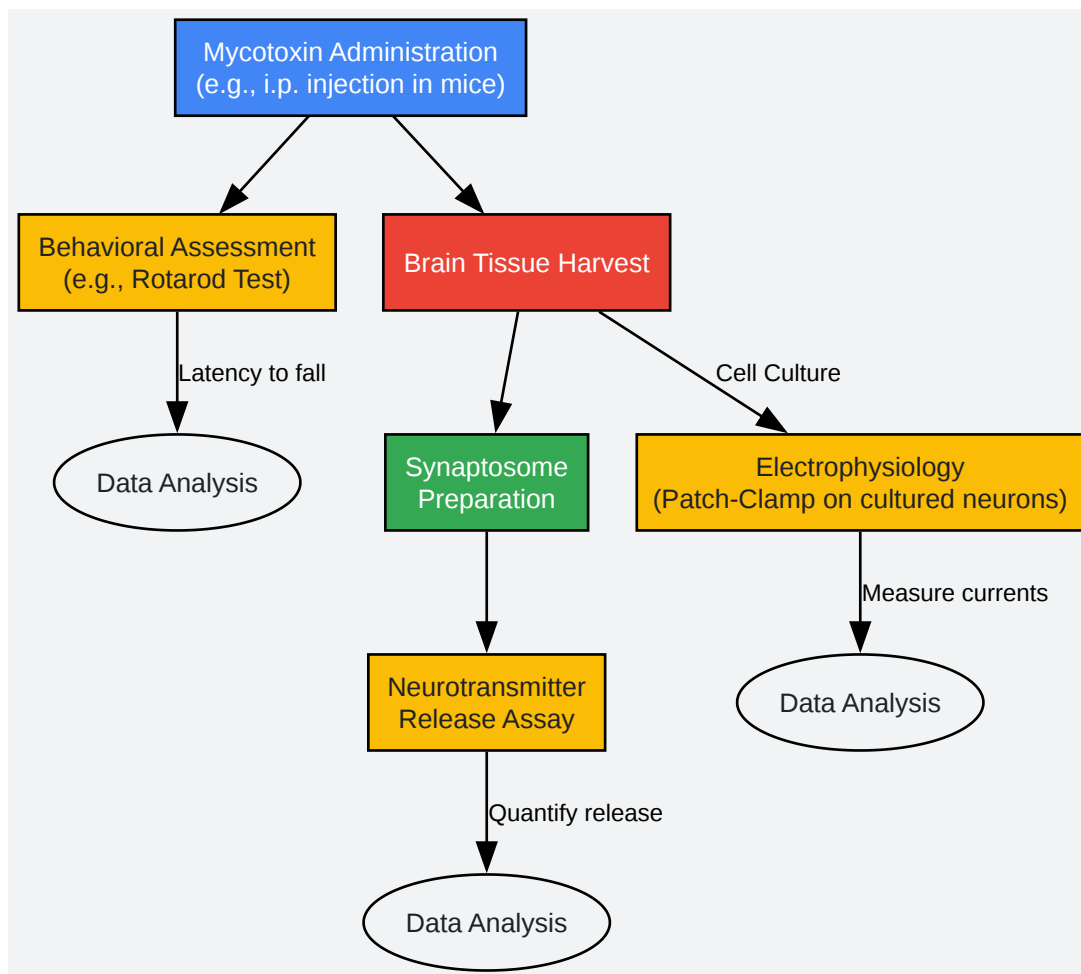 Mycotoxin Administration
(e.g., i.p. injection in mice)
Behavioral Assessment
(e.g., Rotarod Test)
Brain Tissue Harvest
Latency to fall
Cell Culture
Data Analysis
Synaptosome
Preparation
Electrophysiology
(Patch-Clamp on cultured neurons)
Measure currents
Neurotransmitter
Release Assay
Data Analysis
Quantify release
Data Analysis